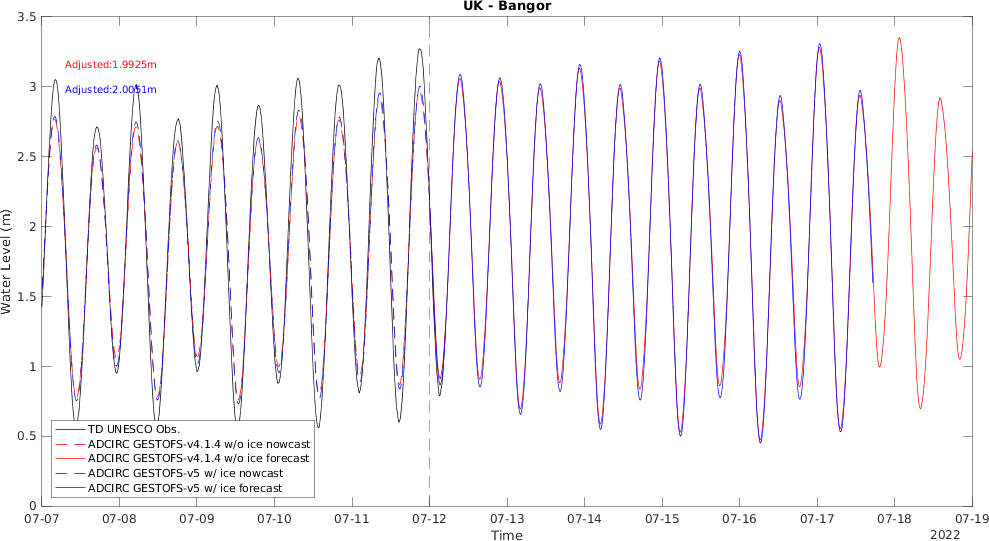 UK - Bangor
3.5
3
2.5
2
1.5
1
0.5
0
Water Level (m)
Adjusted:1.9925m
Adjusted:2.0051m
TD UNESCO Obs.
ADCIRC GESTOFS-v4.1.4 w/o ice nowcast
ADCIRC GESTOFS-v4.1.4 w/o ice forecast
ADCIRC GESTOFS-v5 w/ ice nowcast
ADCIRC GESTOFS-v5 w/ ice forecast
07-07 07-08 07-09 07-10 07-11 07-12 07-13 07-14 07-15 07-16 07-17 07-18 07-19
Time
2022